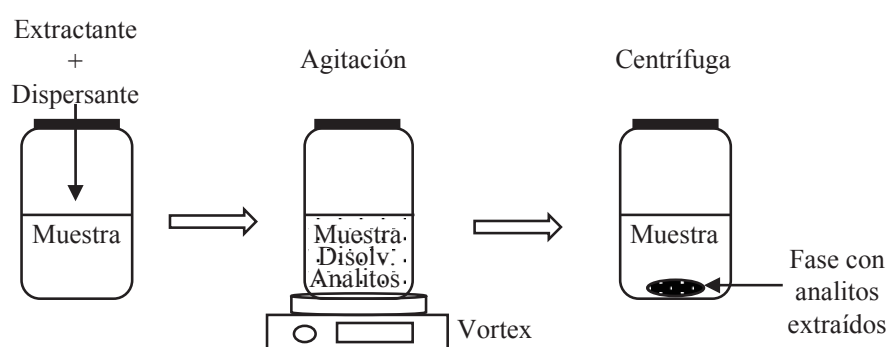 Extractante
+
Dispersante
Muestra
Agitación
Muestra
Disolv.
Analitos
Vortex
Centrífuga
Muestra
Fase con
analitos
extraídos